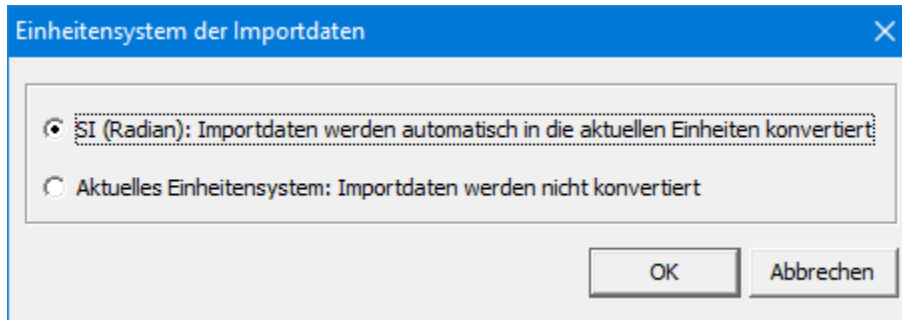 Einheitensystem der Importdaten
SI (Radian): Importdaten werden automatisch in die aktuellen Einheiten konvertiert
Aktuelles Einheitensystem: Importdaten werden nicht konvertiert
OK
Abbrechen